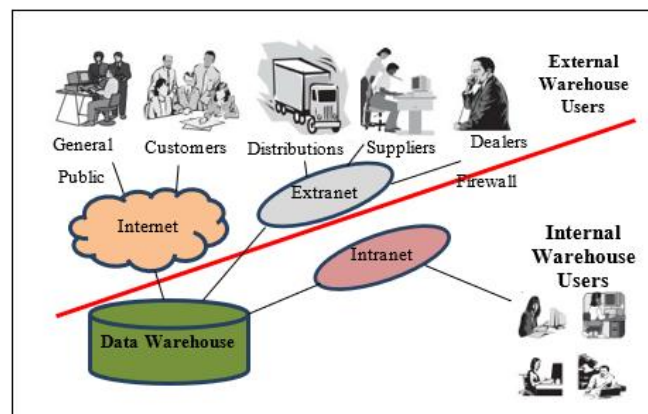 External
Warehouse
Users
General
Public
Customers
Distributions
Suppliers
Dealers
Extranet
Firewall
Internet
Intranet
Internal
Warehouse
Users
Data Warehouse